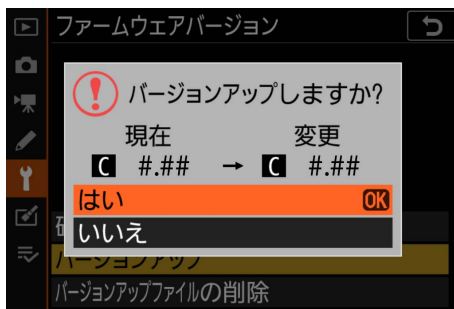 ファームウェアバージョン
バージョンアップしますか?
現在 変更
C #.## → C #.##
はい OK
いいえ
バージョンアップ
バージョンアップファイルの削除